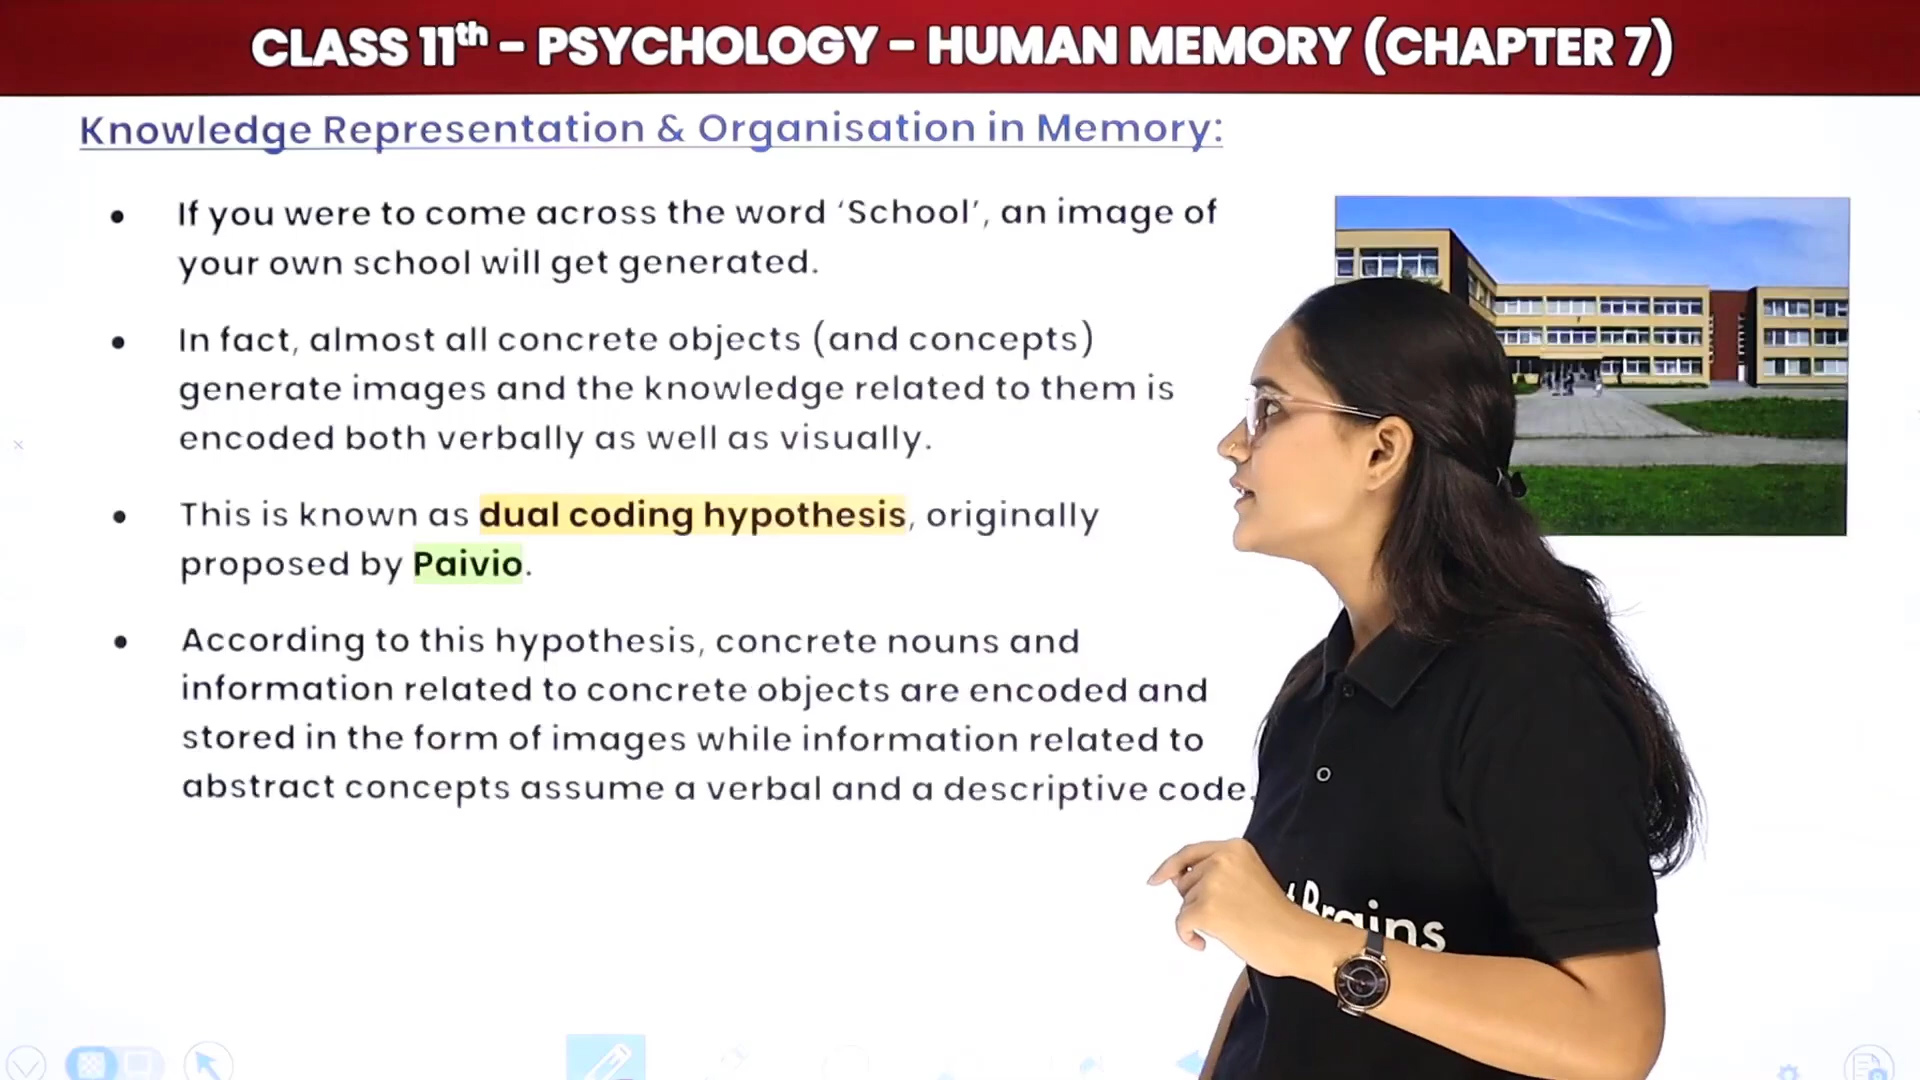 CLASS 11th - PSYCHOLOGY - HUMAN MEMORY (CHAPTER 7)
Knowledge Representation & Organisation in Memory:
• If you were to come across the word ‘School’, an image of
your own school will get generated.
• In fact, almost all concrete objects (and concepts)
generate images and the knowledge related to them is
encoded both verbally as well as visually.
• This is known as dual coding hypothesis, originally
proposed by Paivio.
• According to this hypothesis, concrete nouns and
information related to concrete objects are encoded and
stored in the form of images while information related to
abstract concepts assume a verbal and a descriptive code.
Brains